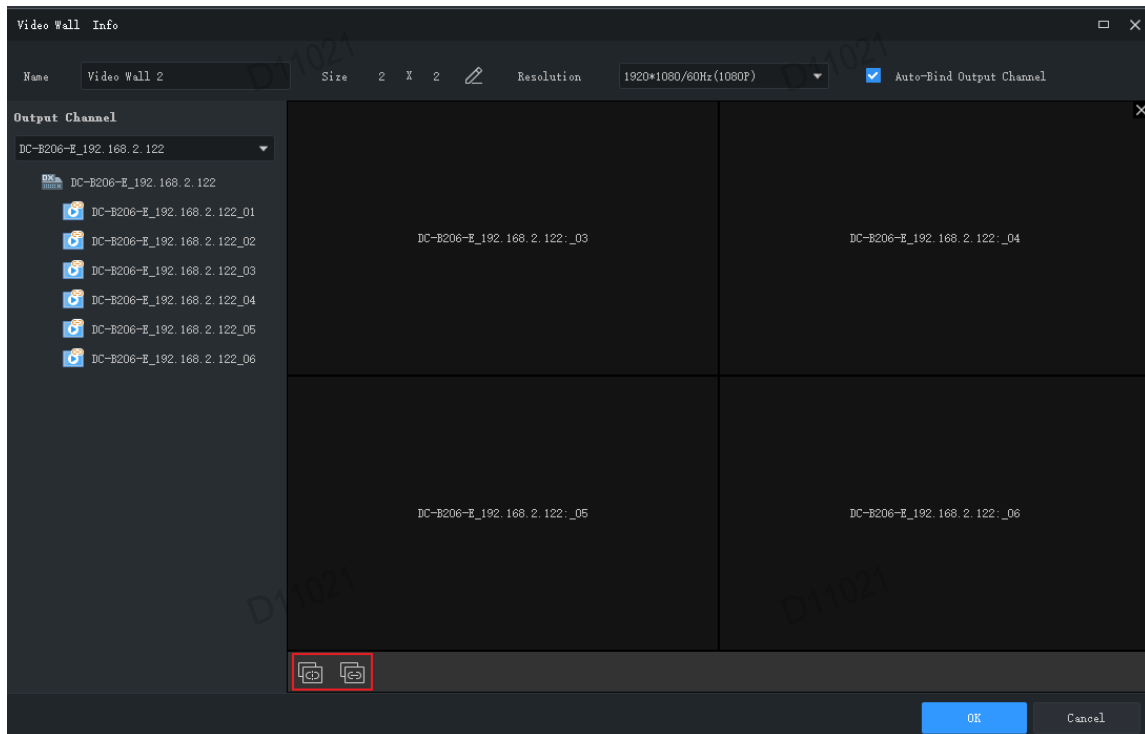 Video Wall Info
Name Video Wall 2 Size 2 X 2 Resolution 1920*1080/60Hz(1080P) Auto-Bind Output Channel
Output Channel
DC-B206-E_192.168.2.122
DC-B206-E_192.168.2.122
DC-B206-E_192.168.2.122_01
DC-B206-E_192.168.2.122_02
DC-B206-E_192.168.2.122_03
DC-B206-E_192.168.2.122_04
DC-B206-E_192.168.2.122_05
DC-B206-E_192.168.2.122_06
DC-B206-E_192.168.2.122:_03 DC-B206-E_192.168.2.122:_04
DC-B206-E_192.168.2.122:_05 DC-B206-E_192.168.2.122:_06
OK Cancel
D11021
D11021
D11021
D11021